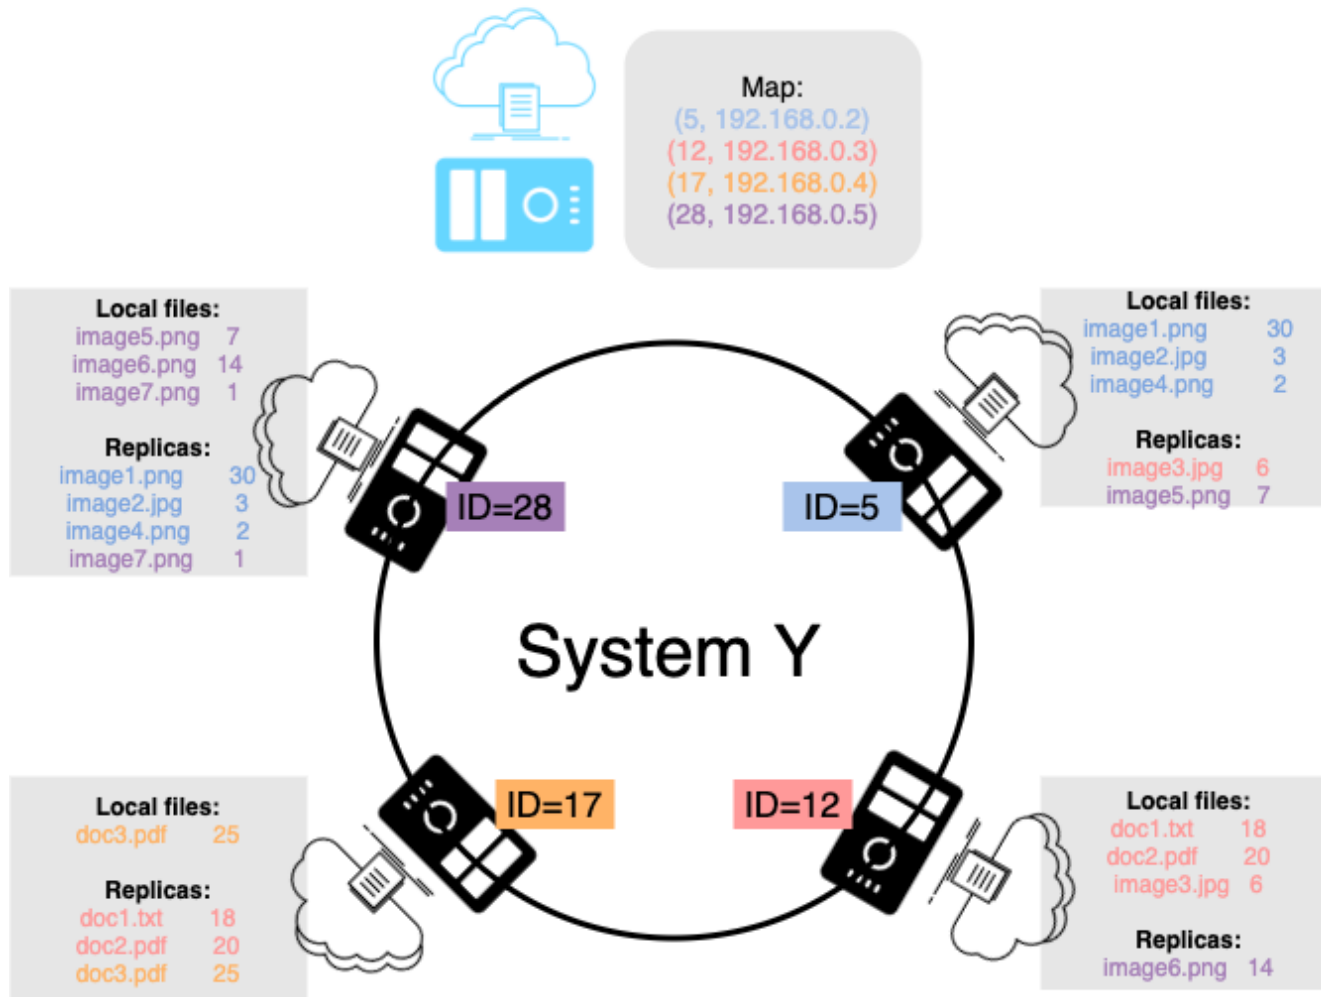 Map:
(5, 192.168.0.2)
(12, 192.168.0.3)
(17, 192.168.0.4)
(28, 192.168.0.5)
Local files:
image5.png 7
image6.png 14
image7.png 1
Replicas:
image1.png 30
image2.jpg 3
image4.png 2
image7.png 1
ID=28
ID=5
Local files:
image1.png 30
image2.jpg 3
image4.png 2
Replicas:
image3.jpg 6
image5.png 7
System Y
Local files:
doc3.pdf 25
Replicas:
doc1.txt 18
doc2.pdf 20
doc3.pdf 25
ID=17
ID=12
Local files:
doc1.txt 18
doc2.pdf 20
image3.jpg 6
Replicas:
image6.png 14